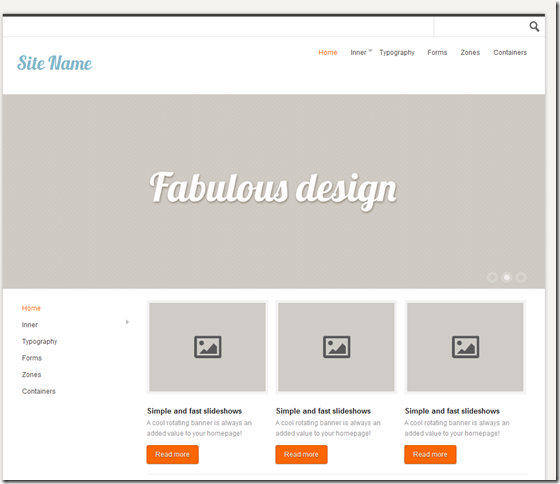 Site Name
Home Inner Typography Forms Zones Containers
Fabulous design
Home
Inner
Typography
Forms
Zones
Containers
Simple and fast slideshows
A cool rotating banner is always an
added value to your homepage!
Read more
Simple and fast slideshows
A cool rotating banner is always an
added value to your homepage!
Read more
Simple and fast slideshows
A cool rotating banner is always an
added value to your homepage!
Read more